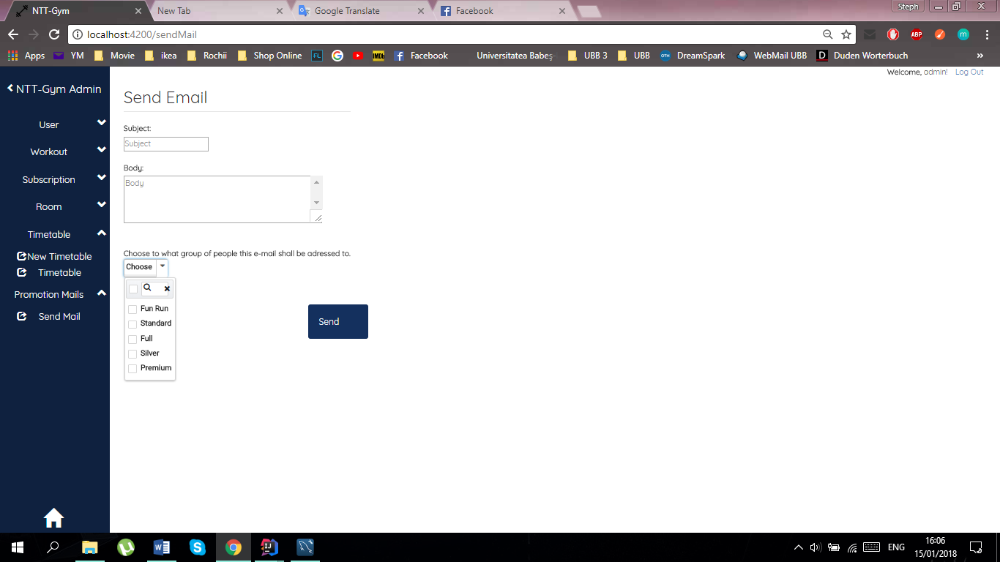 NTT-Gym
New Tab
Google Translate
Facebook
Steph
localhost:4200/sendMail
ABP
m
Apps
YM
Movie
ikea
Rochii
Shop Online
FL
G
IMDb
Facebook
Universitatea Babeș-
UBB 3
UBB
OTH
DreamSpark
WebMail UBB
D
Duden Worterbuch
»
Welcome, admin! Log Out
NTT-Gym Admin
User
Workout
Subscription
Room
Timetable
New Timetable
Timetable
Promotion Mails
Send Mail
Send Email
Subject:
Subject
Body:
Body
Choose to what group of people this e-mail shall be adressed to.
Choose
Fun Run
Standard
Full
Silver
Premium
Send
ENG
16:06
15/01/2018